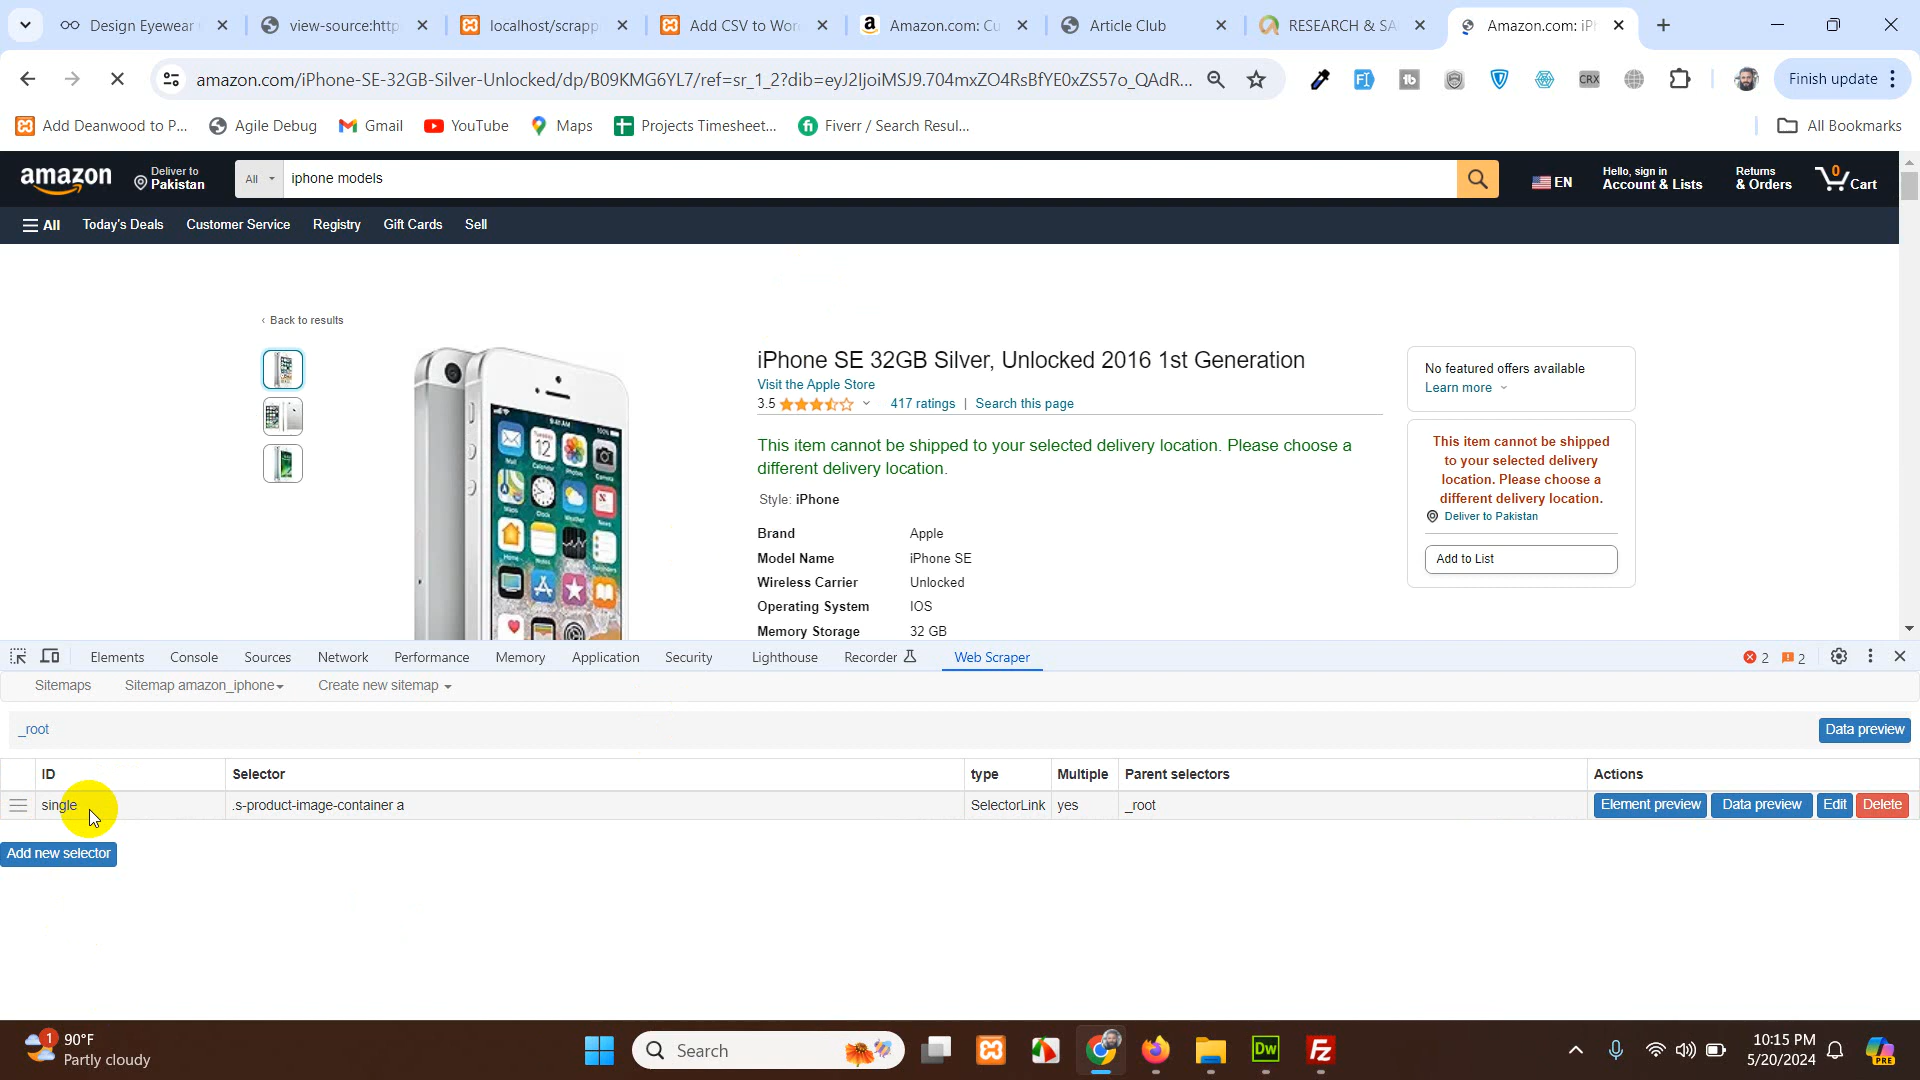 Design Eyewear
view-source:http
localhost/scrapp
Add CSV to Wor
Amazon.com: Cu
Article Club
RESEARCH & SA
Amazon.com: iPh
amazon.com/iPhone-SE-32GB-Silver-Unlocked/dp/B09KMG6YL7/ref=sr_1_2?dib=eyJ2IjoiMSJ9.704mxZO4RsBfYE0xZS57o_QAdR...
Finish update
Add Deanwood to P...
Agile Debug
Gmail
YouTube
Maps
Projects Timesheet...
Fiverr / Search Resul...
All Bookmarks
amazon
Deliver to
Pakistan
All
iphone models
EN
Hello, sign in
Account & Lists
Returns
& Orders
0
Cart
All
Today's Deals
Customer Service
Registry
Gift Cards
Sell
‹ Back to results
iPhone SE 32GB Silver, Unlocked 2016 1st Generation
Visit the Apple Store
3.5
417 ratings | Search this page
This item cannot be shipped to your selected delivery location. Please choose a
different delivery location.
Style: iPhone
Brand Apple
Model Name iPhone SE
Wireless Carrier Unlocked
Operating System IOS
Memory Storage 32 GB
No featured offers available
Learn more
This item cannot be shipped
to your selected delivery
location. Please choose a
different delivery location.
Deliver to Pakistan
Add to List
Elements
Console
Sources
Network
Performance
Memory
Application
Security
Lighthouse
Recorder
Web Scraper
2
2
Sitemaps
Sitemap amazon_iphone
Create new sitemap
_root
Data preview
ID
Selector
type
Multiple
Parent selectors
Actions
single
.s-product-image-container a
SelectorLink
yes
_root
Element preview
Data preview
Edit
Delete
Add new selector
1
90°F
Partly cloudy
Search
Dw
Fz
10:15 PM
5/20/2024
PRE